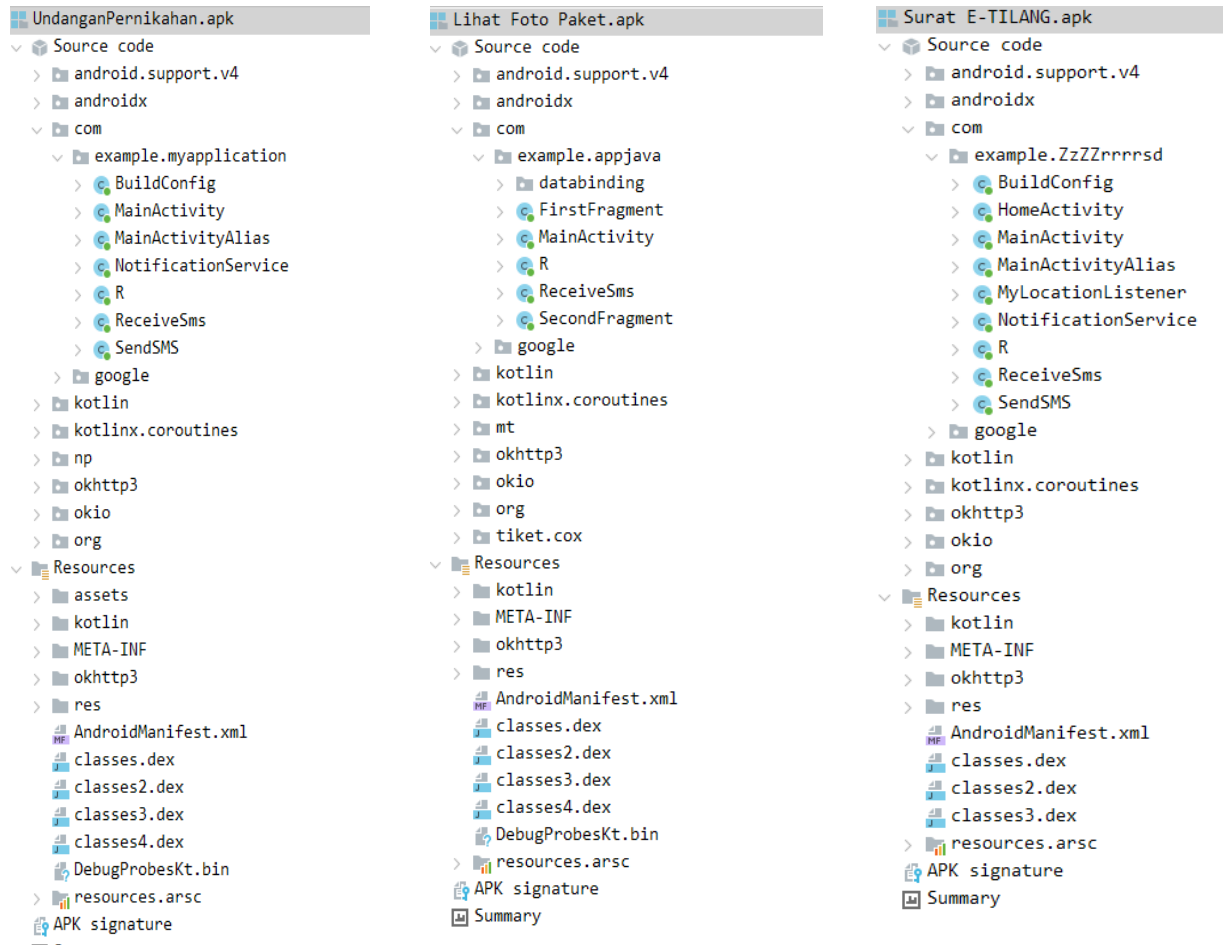 UndanganPernikahan.apk
Source code
android.support.v4
androidx
com
example.myapplication
BuildConfig
MainActivity
MainActivityAlias
NotificationService
R
ReceiveSms
SendSMS
google
kotlin
kotlinx.coroutines
np
okhttp3
okio
org
Resources
assets
kotlin
META-INF
okhttp3
res
AndroidManifest.xml
classes.dex
classes2.dex
classes3.dex
classes4.dex
DebugProbesKt.bin
resources.arsc
APK signature
Lihat Foto Paket.apk
Source code
android.support.v4
androidx
com
example.appjava
databinding
FirstFragment
MainActivity
R
ReceiveSms
SecondFragment
google
kotlin
kotlinx.coroutines
mt
okhttp3
okio
org
tiket.cox
Resources
kotlin
META-INF
okhttp3
res
AndroidManifest.xml
classes.dex
classes2.dex
classes3.dex
classes4.dex
DebugProbesKt.bin
resources.arsc
APK signature
Summary
Surat E-TILANG.apk
Source code
android.support.v4
androidx
com
example.ZzZZrrrrsd
BuildConfig
HomeActivity
MainActivity
MainActivityAlias
MyLocationListener
NotificationService
R
ReceiveSms
SendSMS
google
kotlin
kotlinx.coroutines
okhttp3
okio
org
Resources
kotlin
META-INF
okhttp3
res
AndroidManifest.xml
classes.dex
classes2.dex
classes3.dex
resources.arsc
APK signature
Summary